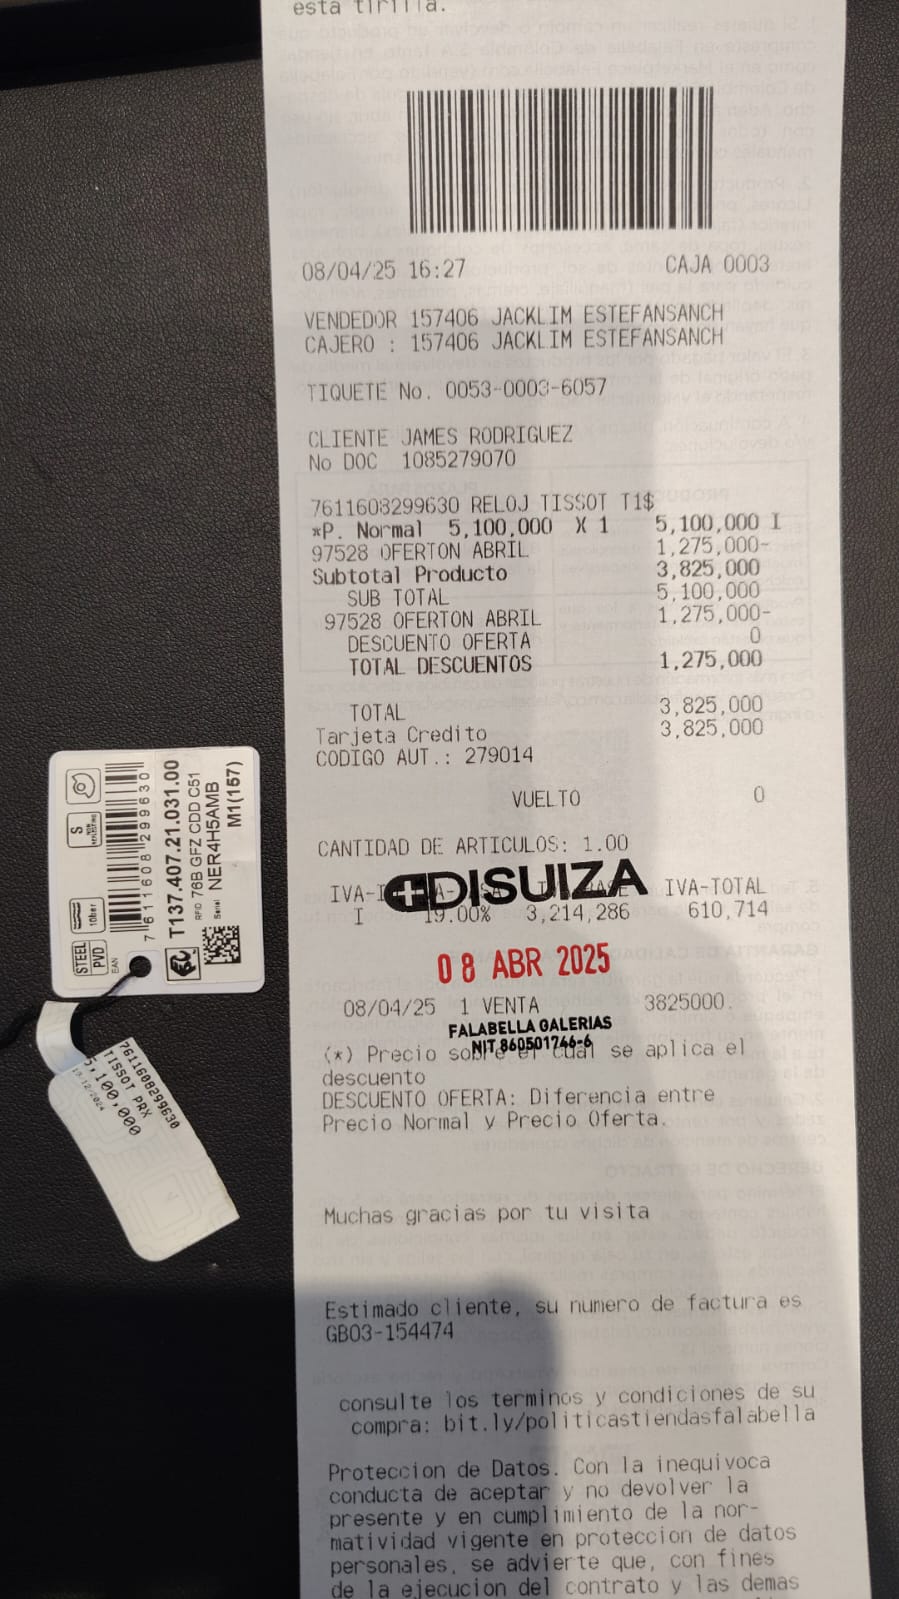 esta tirilla.
08/04/25 16:27 CAJA 0003
VENDEDOR 157406 JACKLIM ESTEFANSANCH
CAJERO : 157406 JACKLIM ESTEFANSANCH
TIQUETE No. 0053-0003-6057
CLIENTE JAMES RODRIGUEZ
No DOC 1085279070
7611608299630 RELOJ TISSOT T1$
*P. Normal 5,100,000 X 1 5,100,000 I
97528 OFERTON ABRIL 1,275,000-
Subtotal Producto 3,825,000
SUB TOTAL 5,100,000
97528 OFERTON ABRIL 1,275,000-
DESCUENTO OFERTA 0
TOTAL DESCUENTOS 1,275,000
TOTAL 3,825,000
Tarjeta Credito 3,825,000
CODIGO AUT.: 279014
VUELTO 0
CANTIDAD DE ARTICULOS: 1.00
DISUIZA
IVA-TOTAL
I 19.00% 3,214,286 610,714
08 ABR 2025
08/04/25 1 VENTA 3825000.
FALABELLA GALERIAS
NIT 860501746-6
(*) Precio sobre el cual se aplica el
descuento
DESCUENTO OFERTA: Diferencia entre
Precio Normal y Precio Oferta.
Muchas gracias por tu visita
Estimado cliente, su numero de factura es
GB03-154474
consulte los terminos y condiciones de su
compra: bit.ly/politicastiendasfalabella
Proteccion de Datos. Con la inequivoca
conducta de aceptar y no devolver la
presente y en cumplimiento de la nor-
matividad vigente en proteccion de datos
personales, se advierte que, con fines
de la ejecucion del contrato y las demas
STEEL
PVD
10bar
S
EAN
7 611608 299630
T137.407.21.031.00
RFID 76B GFZ CDD C51
Serial NER4H5AMB
M1(157)
7611608299630
TISSOT PRX
5,100,000